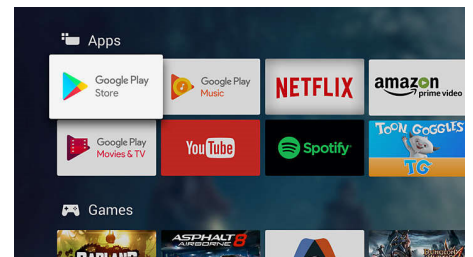 Apps
Google Play
Store
Google Play
Music
NETFLIX
amazon
prime video
Google Play
Movies & TV
YouTube
Spotify
TOON GOGGLES
TG
Games
BADLAND
ASPHALT 8
AIRBORNE